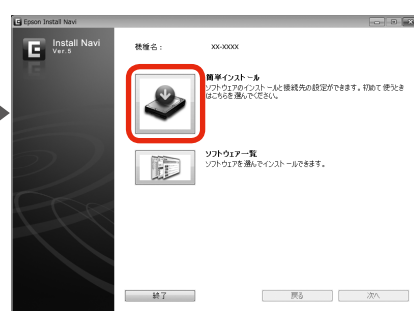 Epson Install Navi
Install Navi
Ver.5
機種名：
XX-XXXX
簡単インストール
ソフトウェアのインストールと接続先の設定ができます。初めて使うときはこちらを選んでください。
ソフトウェア一覧
ソフトウェアを選んでインストールできます。
終了
戻る
次へ